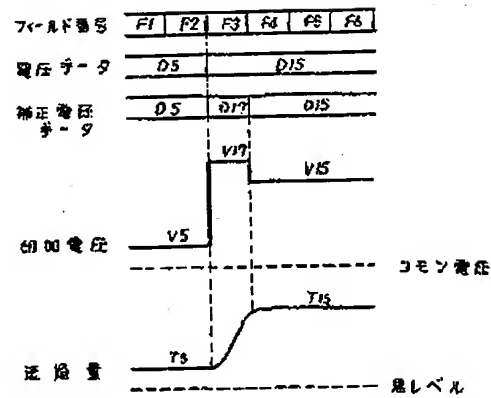 フィールド番号 F1 F2 F3 F4 F5 F6
電圧データ D5 D15
補正電圧データ D5 D17 D15
V17
V15
印加電圧 V5
コモン電圧
T15
透過量 T5
黒レベル